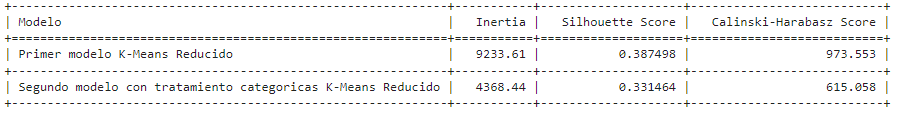 Modelo | Inertia | Silhouette Score | Calinski-Harabasz Score
Primer modelo K-Means Reducido | 9233.61 | 0.387498 | 973.553
Segundo modelo con tratamiento categoricas K-Means Reducido | 4368.44 | 0.331464 | 615.058